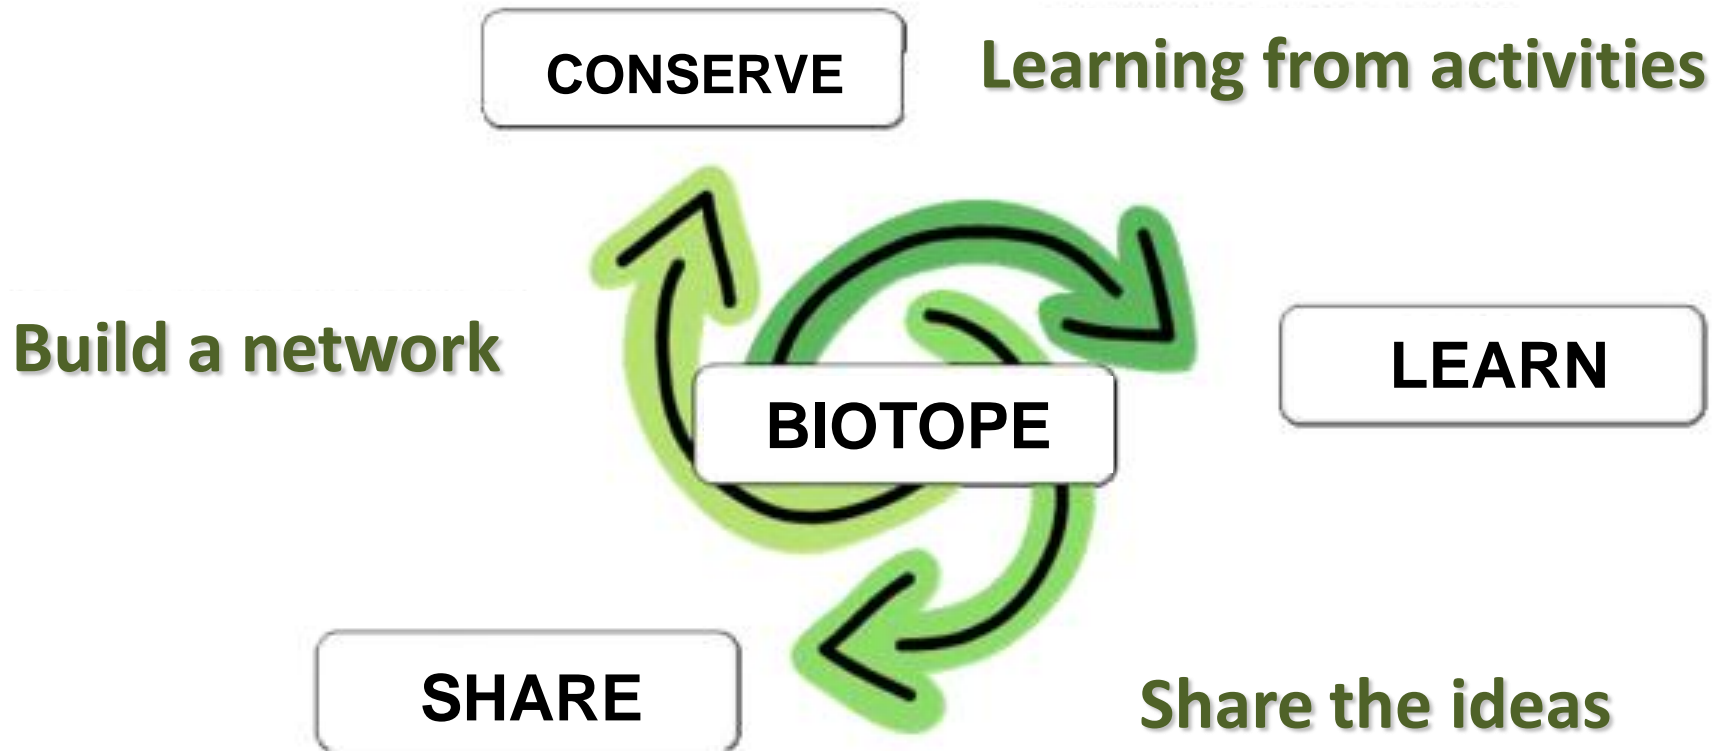 CONSERVE
Learning from activities
Build a network
LEARN
BIOTOPE
SHARE
Share the ideas